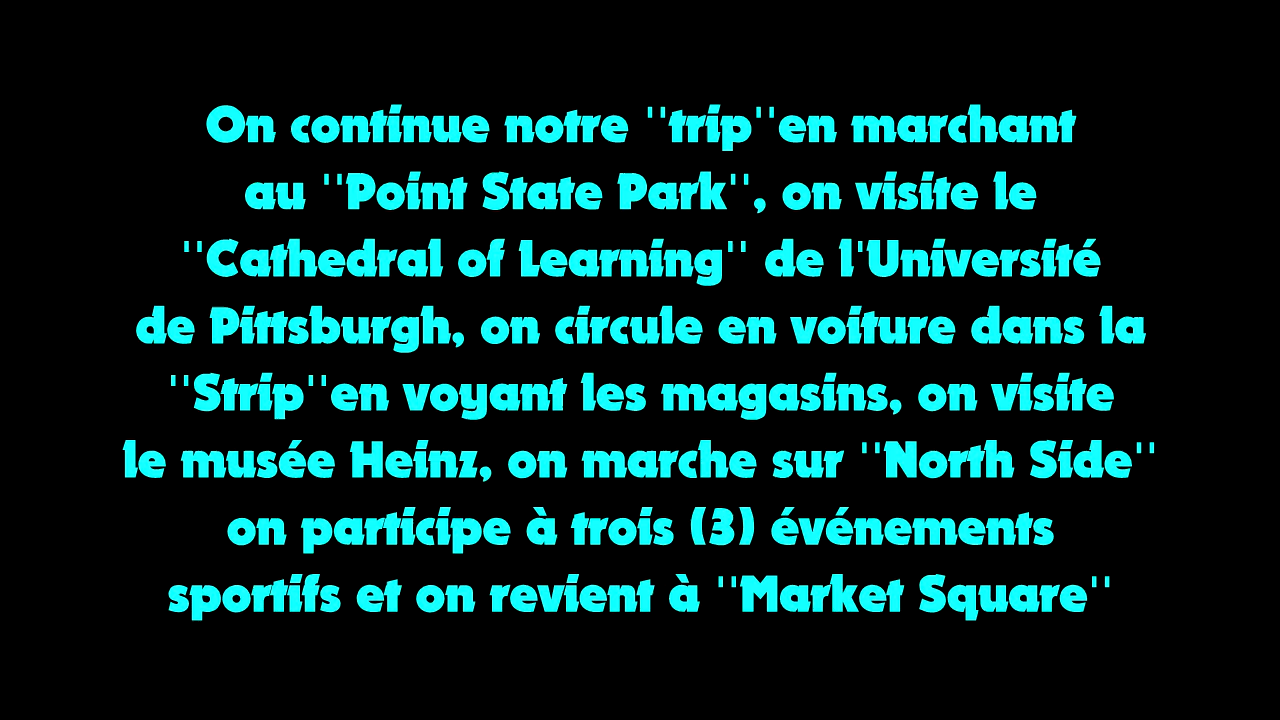 On continue notre ''trip''en marchant
au ''Point State Park'', on visite le
''Cathedral of Learning'' de l'Université
de Pittsburgh, on circule en voiture dans la
''Strip''en voyant les magasins, on visite
le musée Heinz, on marche sur ''North Side''
on participe à trois (3) événements
sportifs et on revient à ''Market Square''